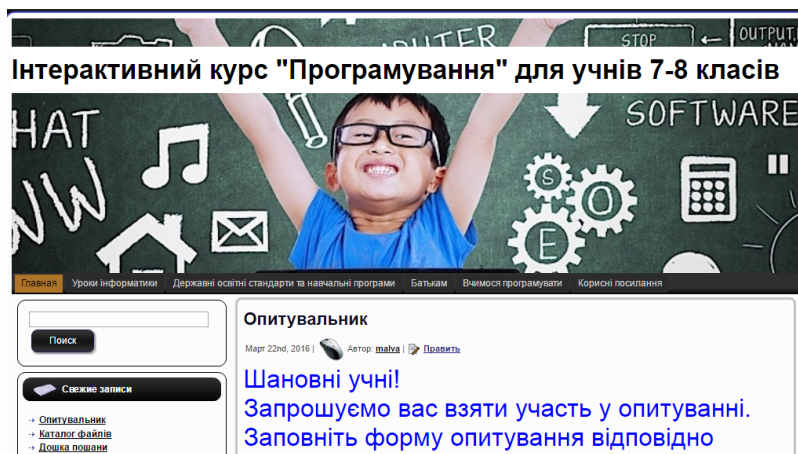 STOP
OUTPUT
Інтерактивний курс "Програмування" для учнів 7-8 класів
SOFTWARE
HAT
WW
S
O
E
Главная Уроки інформатики Державні освітні стандарти та навчальні програми Батькам Вчимося програмувати Корисні посилання
Поиск
Свежие записи
Опитувальник
Каталог файлів
Дошка пошани
Опитувальник
Март 22nd, 2016 | Автор: malva | Править
Шановні учні!
Запрошуємо вас взяти участь у опитуванні.
Заповніть форму опитування відповідно